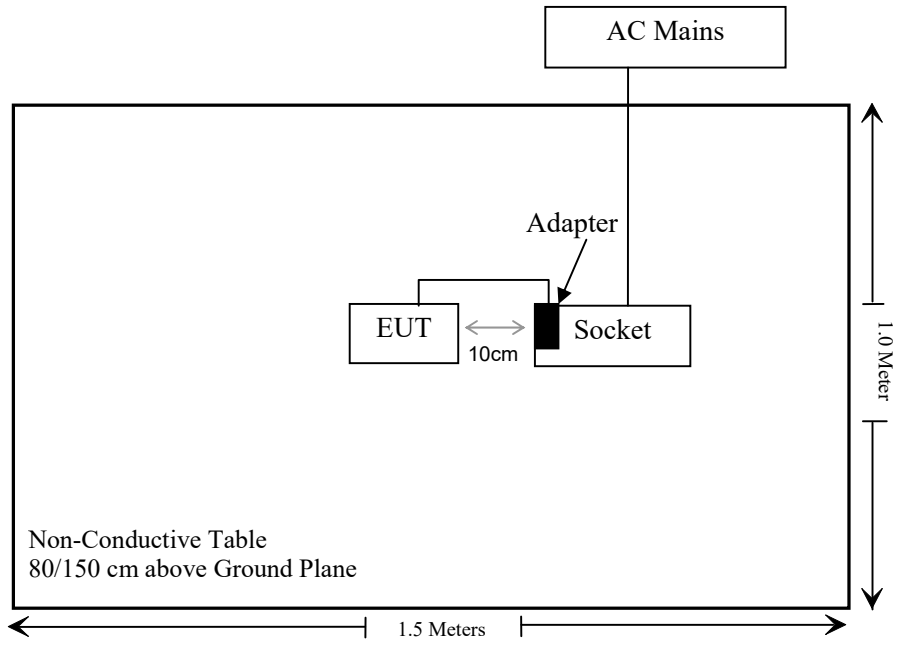 AC Mains
Adapter
EUT
Socket
10cm
1.0 Meter
Non-Conductive Table
80/150 cm above Ground Plane
1.5 Meters